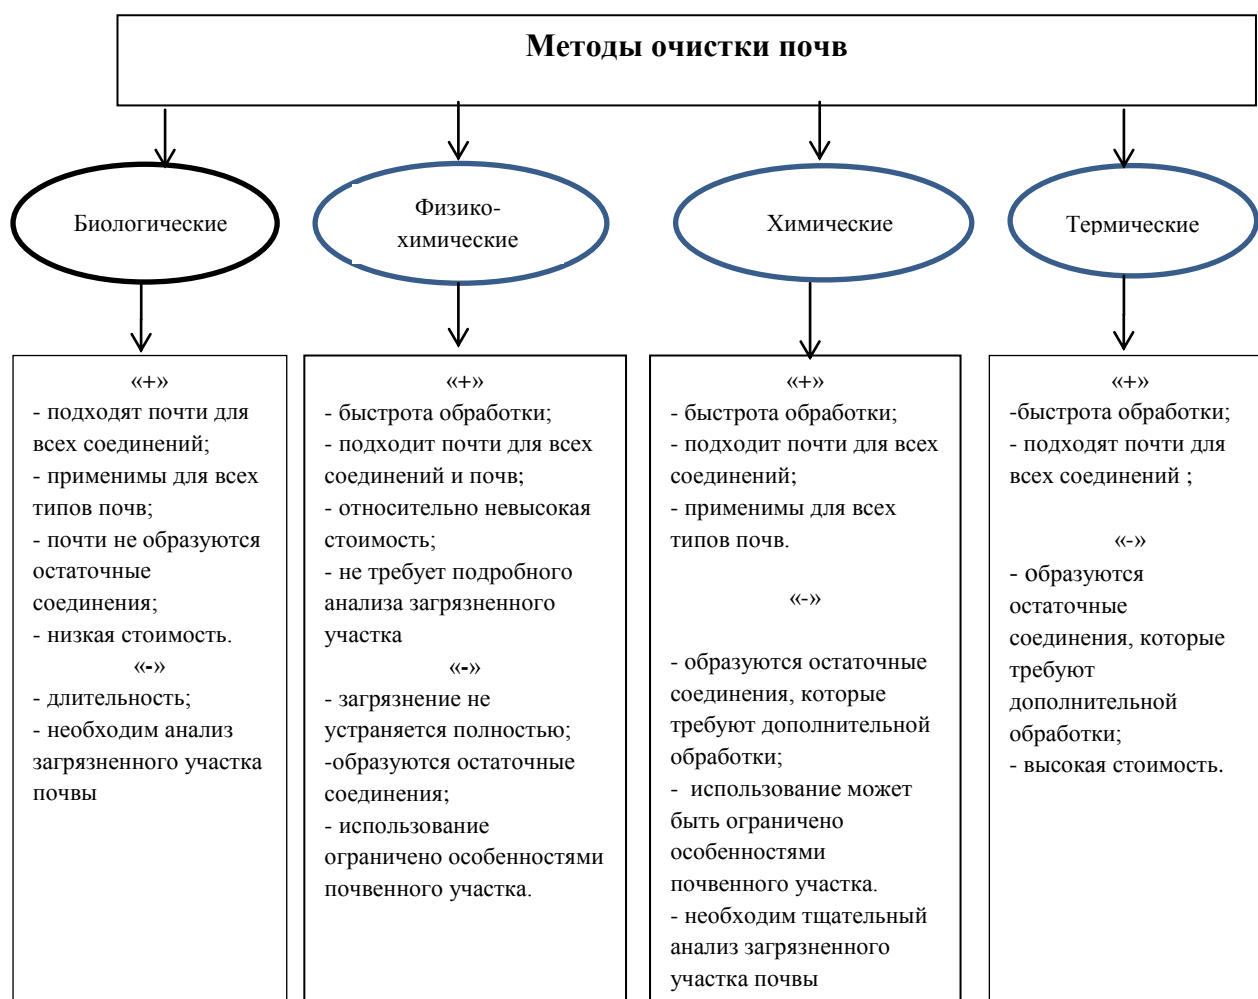 Методы очистки почв
Биологические
Физико-
химические
Химические
Термические
«+»
- подходят почти для
всех соединений;
- применимы для всех
типов почв;
- почти не образуются
остаточные
соединения;
- низкая стоимость.
«-»
- длительность;
- необходим анализ
загрязненного участка
почвы
«+»
- быстрота обработки;
- подходит почти для всех
соединений и почв;
- относительно невысокая
стоимость;
- не требует подробного
анализа загрязненного
участка
«-»
- загрязнение не
устраняется полностью;
-образуются остаточные
соединения;
- использование
ограничено особенностями
почвенного участка.
«+»
- быстрота обработки;
- подходит почти для всех
соединений;
- применимы для всех
типов почв.
«-»
- образуются остаточные
соединения, которые
требуют дополнительной
обработки;
-  использование может
быть ограничено
особенностями
почвенного участка.
- необходим тщательный
анализ загрязненного
участка почвы
«+»
-быстрота обработки;
- подходят почти для
всех соединений ;
«-»
- образуются
остаточные
соединения, которые
требуют
дополнительной
обработки;
- высокая стоимость.